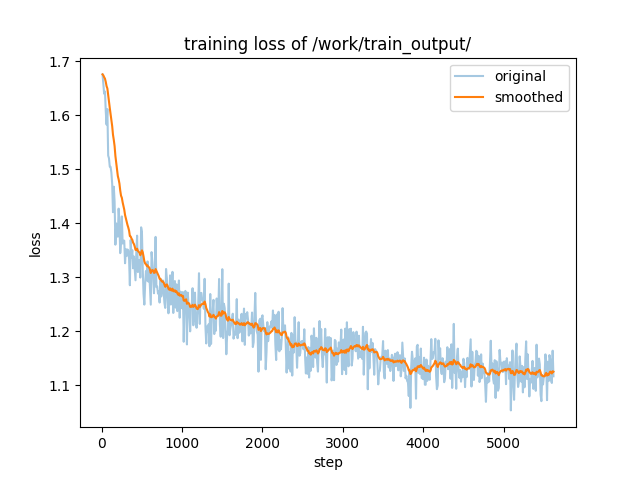 training loss of /work/train_output/
original
smoothed
loss
1.7
1.6
1.5
1.4
1.3
1.2
1.1
0 1000 2000 3000 4000 5000
step